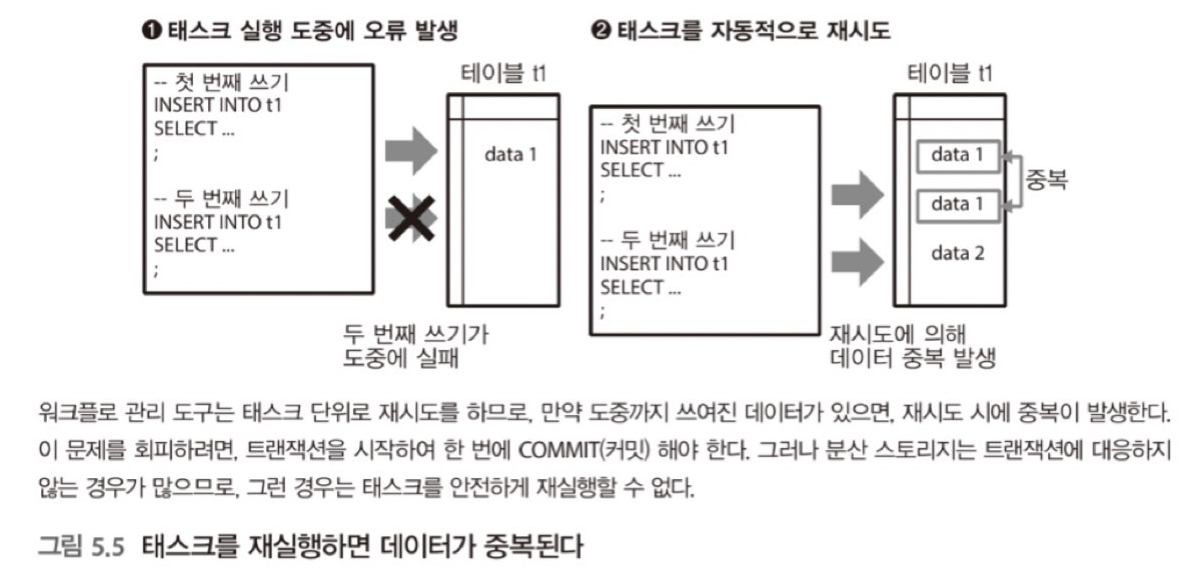 ❶ 태스크 실행 도중에 오류 발생
-- 첫 번째 쓰기
INSERT INTO t1
SELECT ...
;
-- 두 번째 쓰기
INSERT INTO t1
SELECT ...
;
테이블 t1
data 1
두 번째 쓰기가
도중에 실패
❷ 태스크를 자동적으로 재시도
-- 첫 번째 쓰기
INSERT INTO t1
SELECT ...
;
-- 두 번째 쓰기
INSERT INTO t1
SELECT ...
;
테이블 t1
data 1
data 1
중복
data 2
재시도에 의해
데이터 중복 발생
워크플로 관리 도구는 태스크 단위로 재시도를 하므로, 만약 도중까지 쓰여진 데이터가 있으면, 재시도 시에 중복이 발생한다.
이 문제를 회피하려면, 트랜잭션을 시작하여 한 번에 COMMIT(커밋) 해야 한다. 그러나 분산 스토리지는 트랜잭션에 대응하지
않는 경우가 많으므로, 그런 경우는 태스크를 안전하게 재실행할 수 없다.
그림 5.5 태스크를 재실행하면 데이터가 중복된다